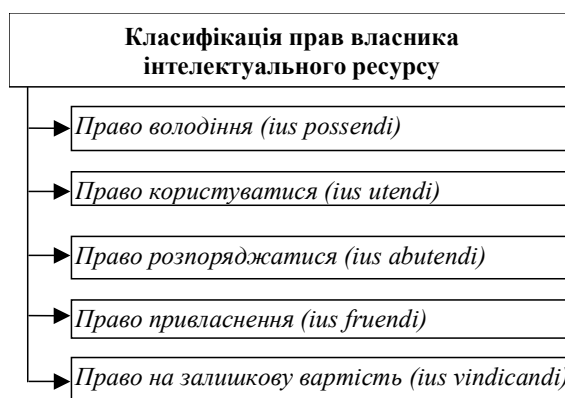 Класифікація прав власника
інтелектуального ресурсу
Право володіння (ius possendi)
Право користуватися (ius utendi)
Право розпоряджатися (ius abutendi)
Право привласнення (ius fruendi)
Право на залишкову вартість (ius vindicandi)